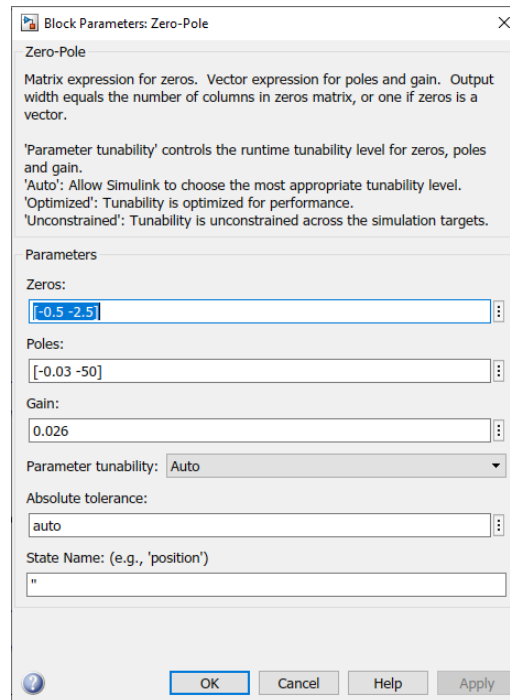 Block Parameters: Zero-Pole
Zero-Pole
Matrix expression for zeros. Vector expression for poles and gain. Output
width equals the number of columns in zeros matrix, or one if zeros is a
vector.
'Parameter tunability' controls the runtime tunability level for zeros, poles
and gain.
'Auto': Allow Simulink to choose the most appropriate tunability level.
'Optimized': Tunability is optimized for performance.
'Unconstrained': Tunability is unconstrained across the simulation targets.
Parameters
Zeros:
[-0.5 -2.5]
Poles:
[-0.03 -50]
Gain:
0.026
Parameter tunability: Auto
Absolute tolerance:
auto
State Name: (e.g., 'position')
''
OK Cancel Help Apply